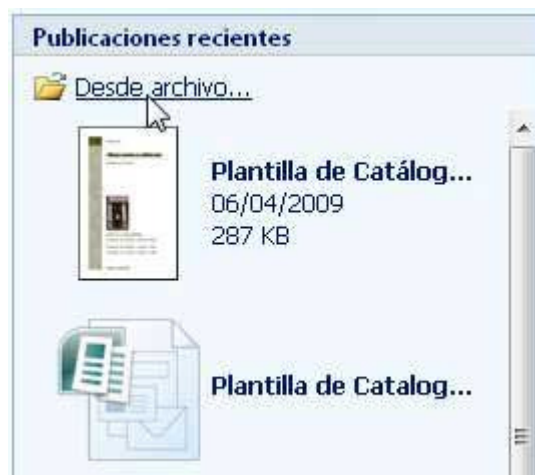 Publicaciones recientes
Desde archivo...
Plantilla de Catálog...
06/04/2009
287 KB
Plantilla de Catalog...